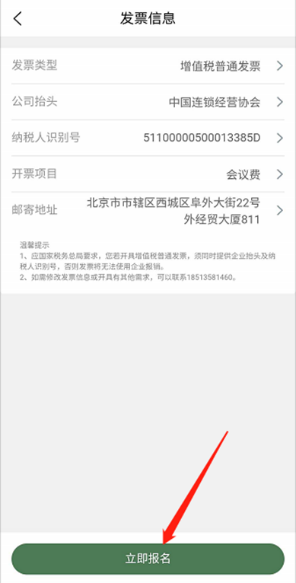 发票信息
发票类型 增值税普通发票
公司抬头 中国连锁经营协会
纳税人识别号 51100000500013385D
开票项目 会议费
邮寄地址 北京市市辖区西城区阜外大街22号
外经贸大厦811
温馨提示
1、应国家税务总局要求，您若开具增值税普通发票，须同时提供企业抬头及纳
税人识别号，否则发票将无法使用企业报销。
2、如需修改发票信息或开具有其他需求，可以联系18513581460。
立即报名